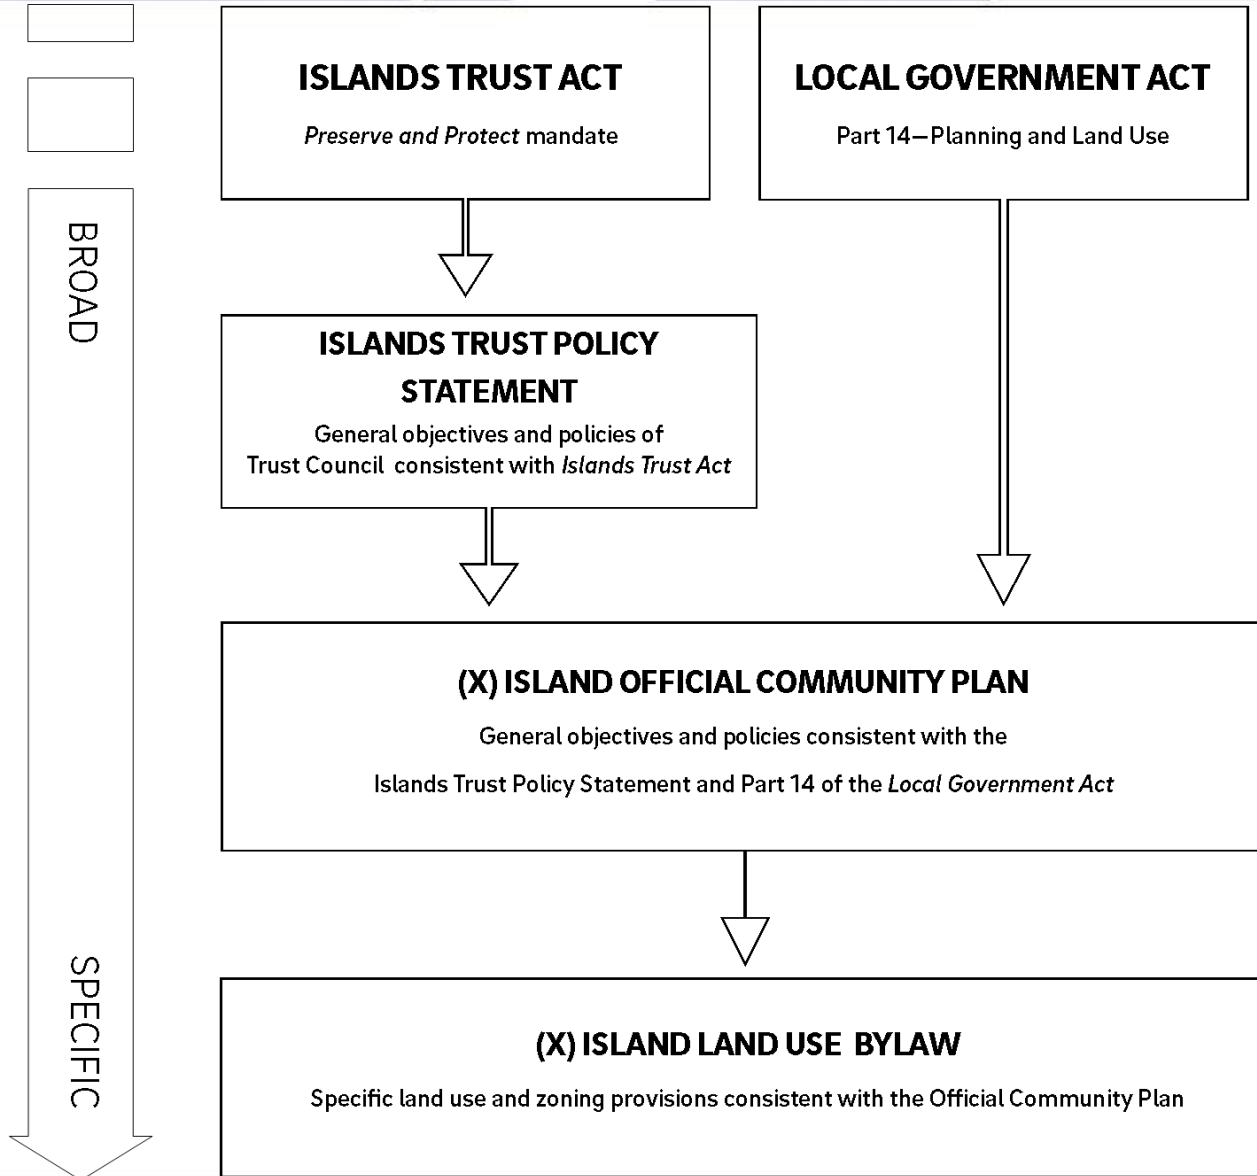 ISLANDS TRUST ACT
Preserve and Protect mandate
LOCAL GOVERNMENT ACT
Part 14—Planning and Land Use
BROAD
ISLANDS TRUST POLICY
STATEMENT
General objectives and policies of
Trust Council consistent with Islands Trust Act
(X) ISLAND OFFICIAL COMMUNITY PLAN
General objectives and policies consistent with the
Islands Trust Policy Statement and Part 14 of the Local Government Act
SPECIFIC
(X) ISLAND LAND USE BYLAW
Specific land use and zoning provisions consistent with the Official Community Plan